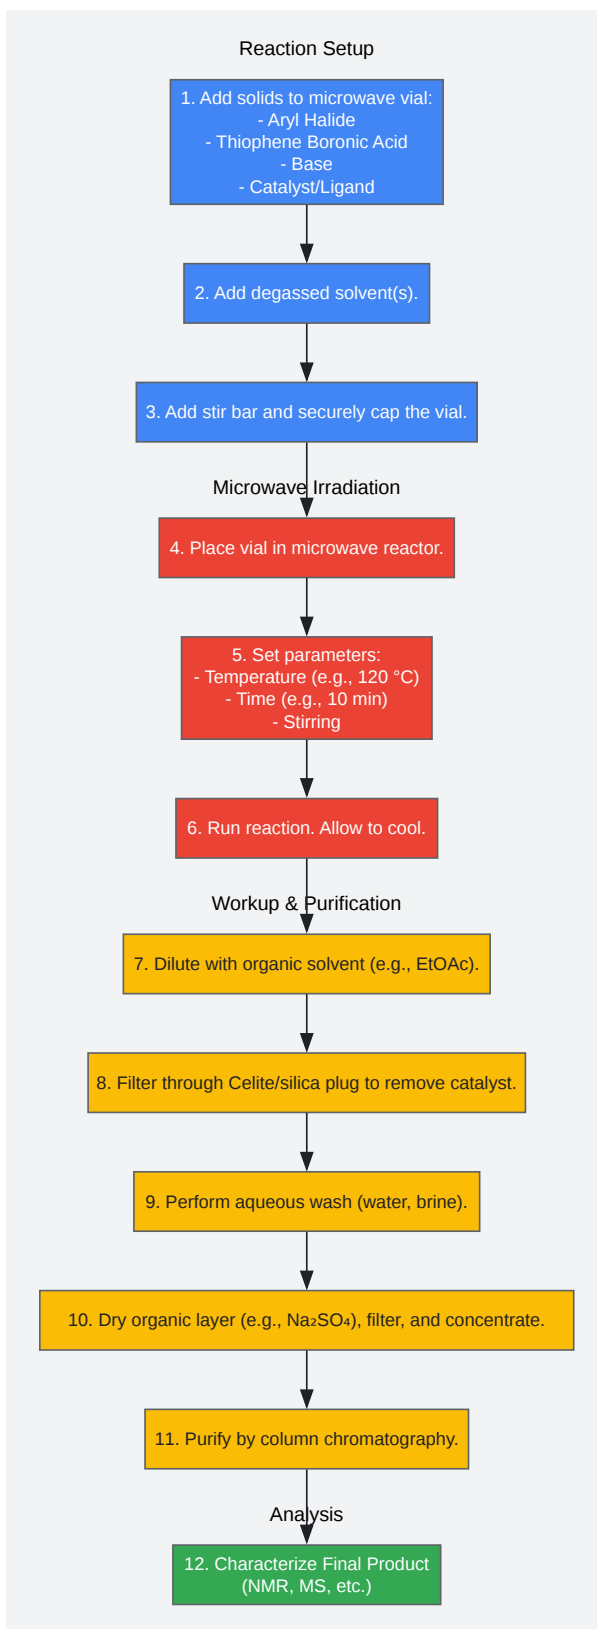 Reaction Setup
1. Add solids to microwave vial:
- Aryl Halide
- Thiophene Boronic Acid
- Base
- Catalyst/Ligand
2. Add degassed solvent(s).
3. Add stir bar and securely cap the vial.
Microwave Irradiation
4. Place vial in microwave reactor.
5. Set parameters:
- Temperature (e.g., 120 °C)
- Time (e.g., 10 min)
- Stirring
6. Run reaction. Allow to cool.
Workup & Purification
7. Dilute with organic solvent (e.g., EtOAc).
8. Filter through Celite/silica plug to remove catalyst.
9. Perform aqueous wash (water, brine).
10. Dry organic layer (e.g., Na₂SO₄), filter, and concentrate.
11. Purify by column chromatography.
Analysis
12. Characterize Final Product
(NMR, MS, etc.)